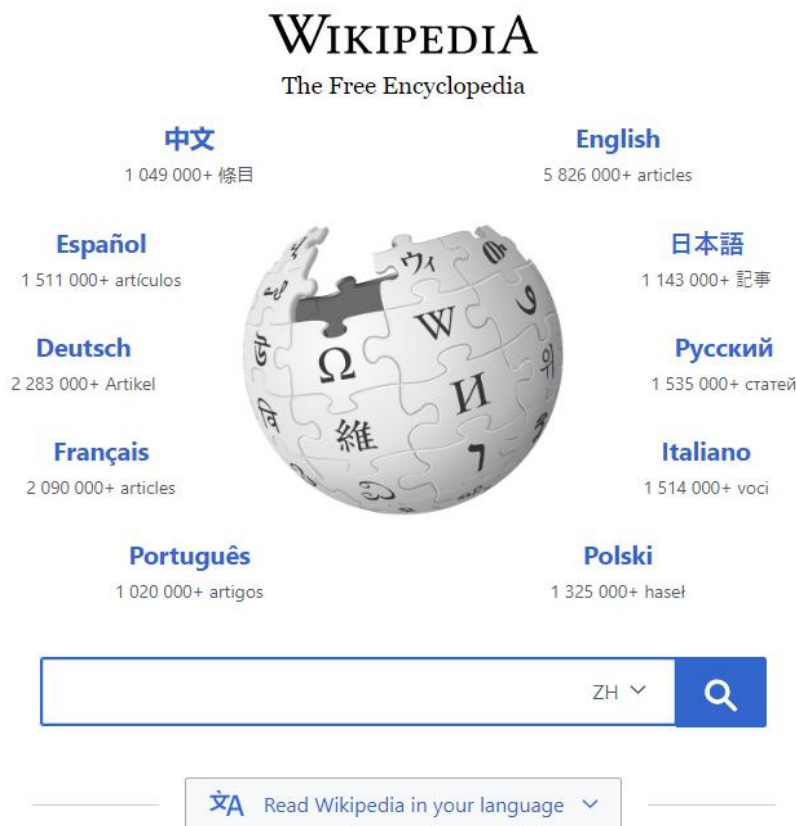 WIKIPEDIA
The Free Encyclopedia
中文
1 049 000+ 條目
English
5 826 000+ articles
Español
1 511 000+ artículos
日本語
1 143 000+ 記事
Deutsch
2 283 000+ Artikel
Русский
1 535 000+ статей
Français
2 090 000+ articles
Italiano
1 514 000+ voci
Português
1 020 000+ artigos
Polski
1 325 000+ haseł
ウィ
W
Ω
И
維
ZH
Read Wikipedia in your language